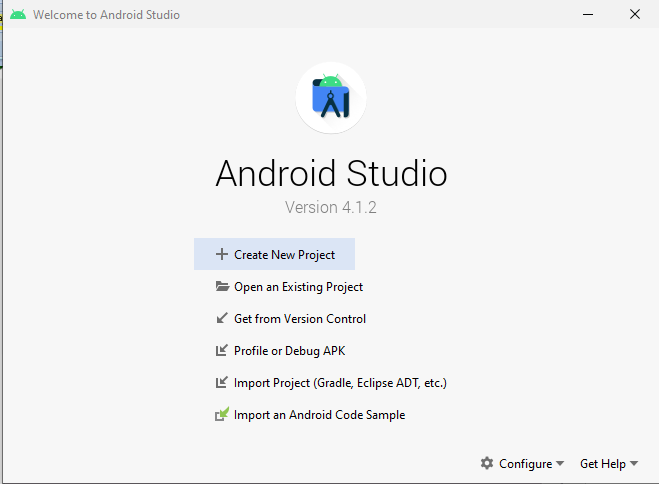 Welcome to Android Studio
Android Studio
Version 4.1.2
Create New Project
Open an Existing Project
Get from Version Control
Profile or Debug APK
Import Project (Gradle, Eclipse ADT, etc.)
Import an Android Code Sample
Configure Get Help